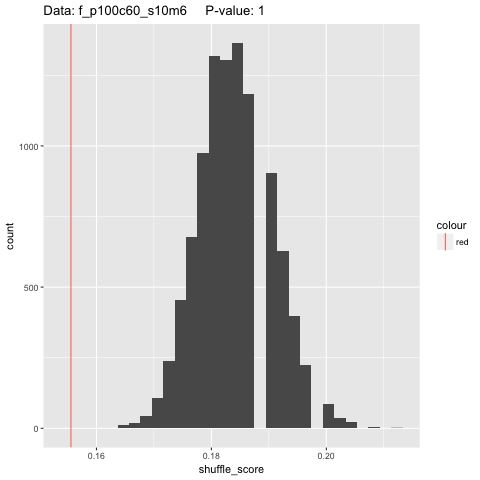 Data: f_p100c60_s10m6 P-value: 1
1000
500
0
count
0.16 0.18 0.20
shuffle_score
colour
red